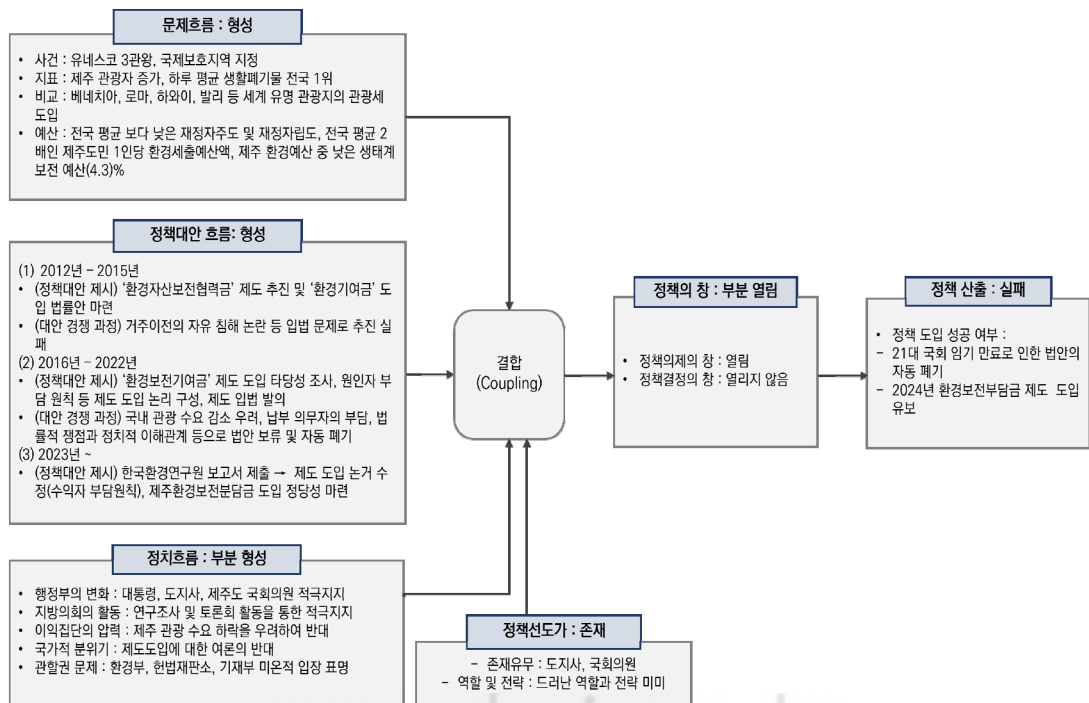 문제흐름 : 형성
• 사건 : 유네스코 3관왕, 국제보호지역 지정
• 지표 : 제주 관광자 증가, 하루 평균 생활폐기물 전국 1위
• 비교 : 베네치아, 로마, 하와이, 발리 등 세계 유명 관광지의 관광세
도입
• 예산 : 전국 평균 보다 낮은 재정자주도 및 재정자립도, 전국 평균 2
배인 제주도민 1인당 환경세출예산액, 제주 환경예산 중 낮은 생태계
보전 예산(4.3)%
정책대안 흐름: 형성
(1) 2012년 – 2015년
• (정책대안 제시) ‘환경자산보전협력금’ 제도 추진 및 ‘환경기여금’ 도
입 법률안 마련
• (대안 경쟁 과정) 거주이전의 자유 침해 논란 등 입법 문제로 추진 실
패
(2) 2016년 – 2022년
• (정책대안 제시) ‘환경보전기여금’ 제도 도입 타당성 조사, 원인자 부
담 원칙 등 제도 도입 논리 구성, 제도 입법 발의
• (대안 경쟁 과정) 국내 관광 수요 감소 우려, 납부 의무자의 부담, 법
률적 쟁점과 정치적 이해관계 등으로 법안 보류 및 자동 폐기
(3) 2023년 ~
• (정책대안 제시) 한국환경연구원 보고서 제출 → 제도 도입 논거 수
정(수익자 부담원칙), 제주환경보전분담금 도입 정당성 마련
정치흐름 : 부분 형성
• 행정부의 변화 : 대통령, 도지사, 제주도 국회의원 적극지지
• 지방의회의 활동 : 연구조사 및 토론회 활동을 통한 적극지지
• 이익집단의 압력 : 제주 관광 수요 하락을 우려하여 반대
• 국가적 분위기 : 제도도입에 대한 여론의 반대
• 관할권 문제 : 환경부, 헌법재판소, 기재부 미온적 입장 표명
정책선도가 : 존재
– 존재유무 : 도지사, 국회의원
– 역할 및 전략 : 드러난 역할과 전략 미미
결합
(Coupling)
정책의 창 : 부분 열림
• 정책의제의 창 : 열림
• 정책결정의 창 : 열리지 않음
정책 산출 : 실패
• 정책 도입 성공 여부 :
– 21대 국회 임기 만료로 인한 법안의
자동 폐기
– 2024년 환경보전부담금 제도 도입
유보